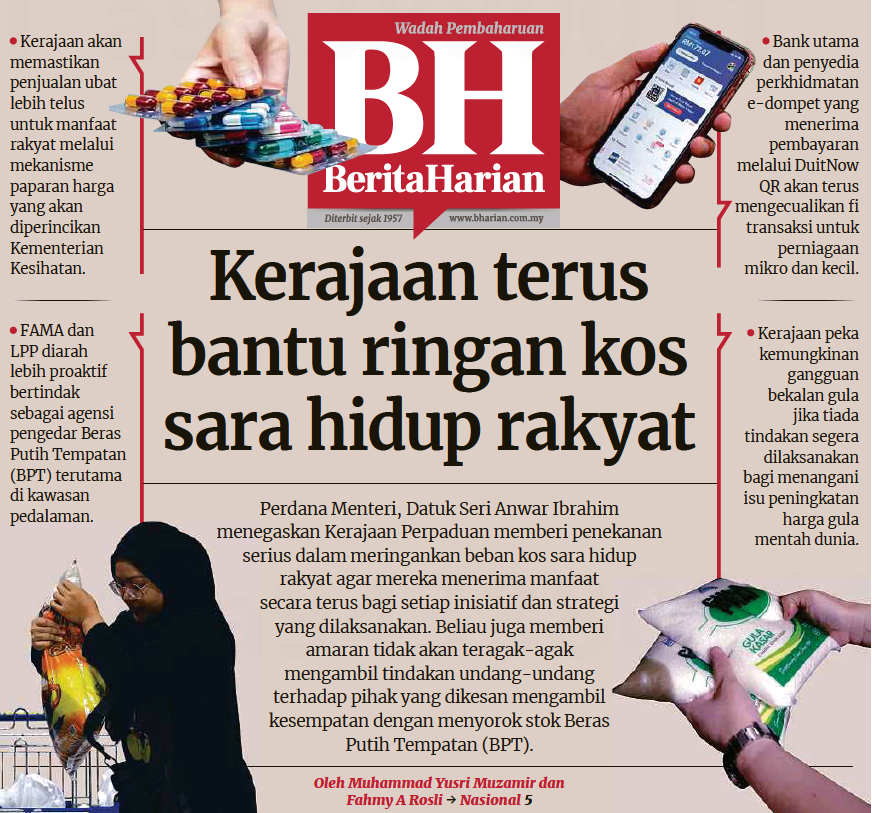 Wadah Pembaharuan
BH
BeritaHarian
Diterbit sejak 1957
www.bharian.com.my
• Kerajaan akan
memastikan
penjualan ubat
lebih telus
untuk manfaat
rakyat melalui
mekanisme
paparan harga
yang akan
diperincikan
Kementerian
Kesihatan.
• Bank utama
dan penyedia
perkhidmatan
e-dompet yang
menerima
pembayaran
melalui DuitNow
QR akan terus
mengecualikan fi
transaksi untuk
perniagaan
mikro dan kecil.
RM172.07
Kerajaan terus
bantu ringan kos
sara hidup rakyat
• FAMA dan
LPP diarah
lebih proaktif
bertindak
sebagai agensi
pengedar Beras
Putih Tempatan
(BPT) terutama
di kawasan
pedalaman.
• Kerajaan peka
kemungkinan
gangguan
bekalan gula
jika tiada
tindakan segera
dilaksanakan
bagi menangani
isu peningkatan
harga gula
mentah dunia.
Perdana Menteri, Datuk Seri Anwar Ibrahim
menegaskan Kerajaan Perpaduan memberi penekanan
serius dalam meringankan beban kos sara hidup
rakyat agar mereka menerima manfaat
secara terus bagi setiap inisiatif dan strategi
yang dilaksanakan. Beliau juga memberi
amaran tidak akan teragak-agak
mengambil tindakan undang-undang
terhadap pihak yang dikesan mengambil
kesempatan dengan menyorok stok Beras
Putih Tempatan (BPT).
GULA
KASAR
Oleh Muhammad Yusri Muzamir dan
Fahmy A Rosli → Nasional 5